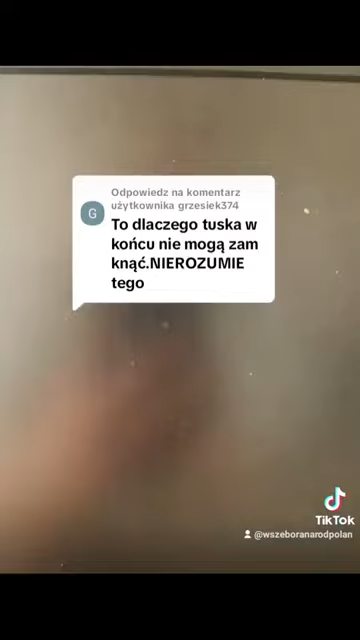 Odpowiedz na komentarz
użytkownika grzesiek374
G
To dlaczego tuska w
końcu nie mogą zam
knąć.NIEROZUMIE
tego
TikTok
@wszeboranarodpolan